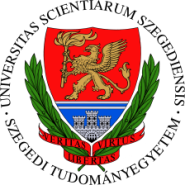 · UNIVERSITAS SCIENTIARUM SZEGEDIENSIS ·
SZEGEDI TUDOMÁNYEGYETEM
VERITAS VIRTUS
LIBERTAS